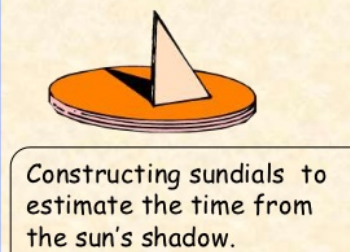 Constructing sundials to
estimate the time from
the sun's shadow.